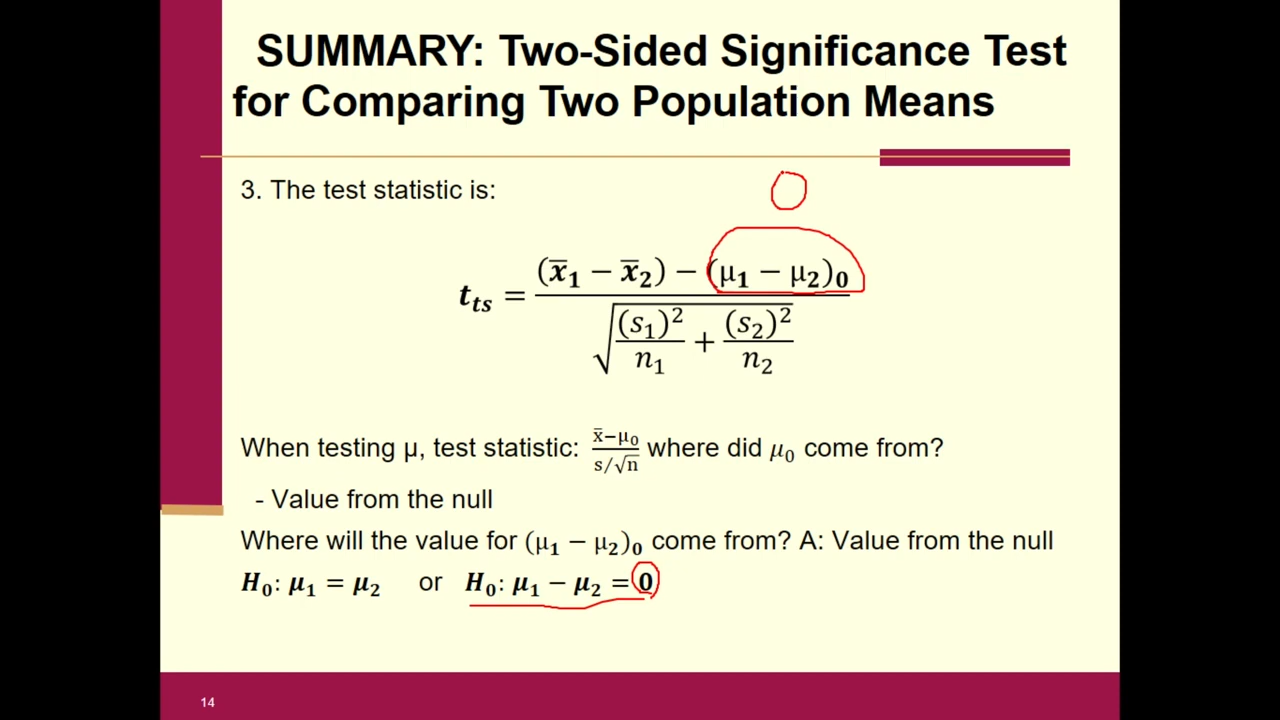 SUMMARY: Two-Sided Significance Test
for Comparing Two Population Means
3. The test statistic is:
0
t_ts = ((x̅₁ − x̅₂) − (μ₁ − μ₂)₀) / √((s₁)²/n₁ + (s₂)²/n₂)
When testing μ, test statistic: (x̅−μ₀)/(s/√n) where did μ₀ come from?
- Value from the null
Where will the value for (μ₁ − μ₂)₀ come from? A: Value from the null
H₀: μ₁ = μ₂ or H₀: μ₁ − μ₂ = 0
14